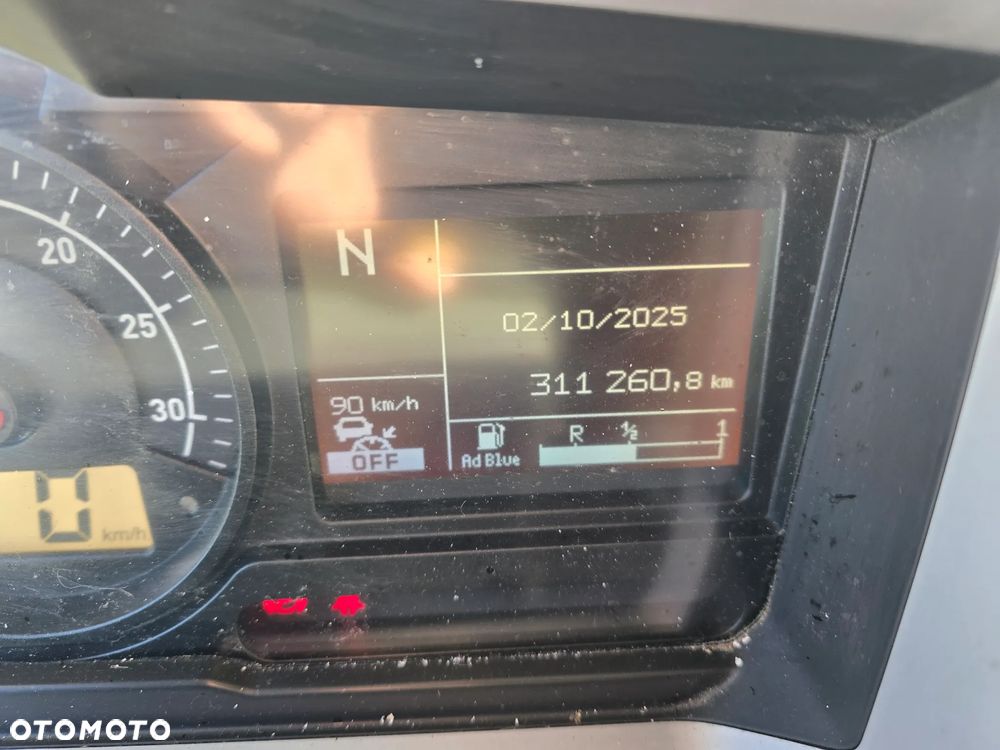 20
25
30
0 km/h
N
02/10/2025
311 260,8 km
90 km/h
OFF
Ad Blue
R ½ 1
OTOMOTO